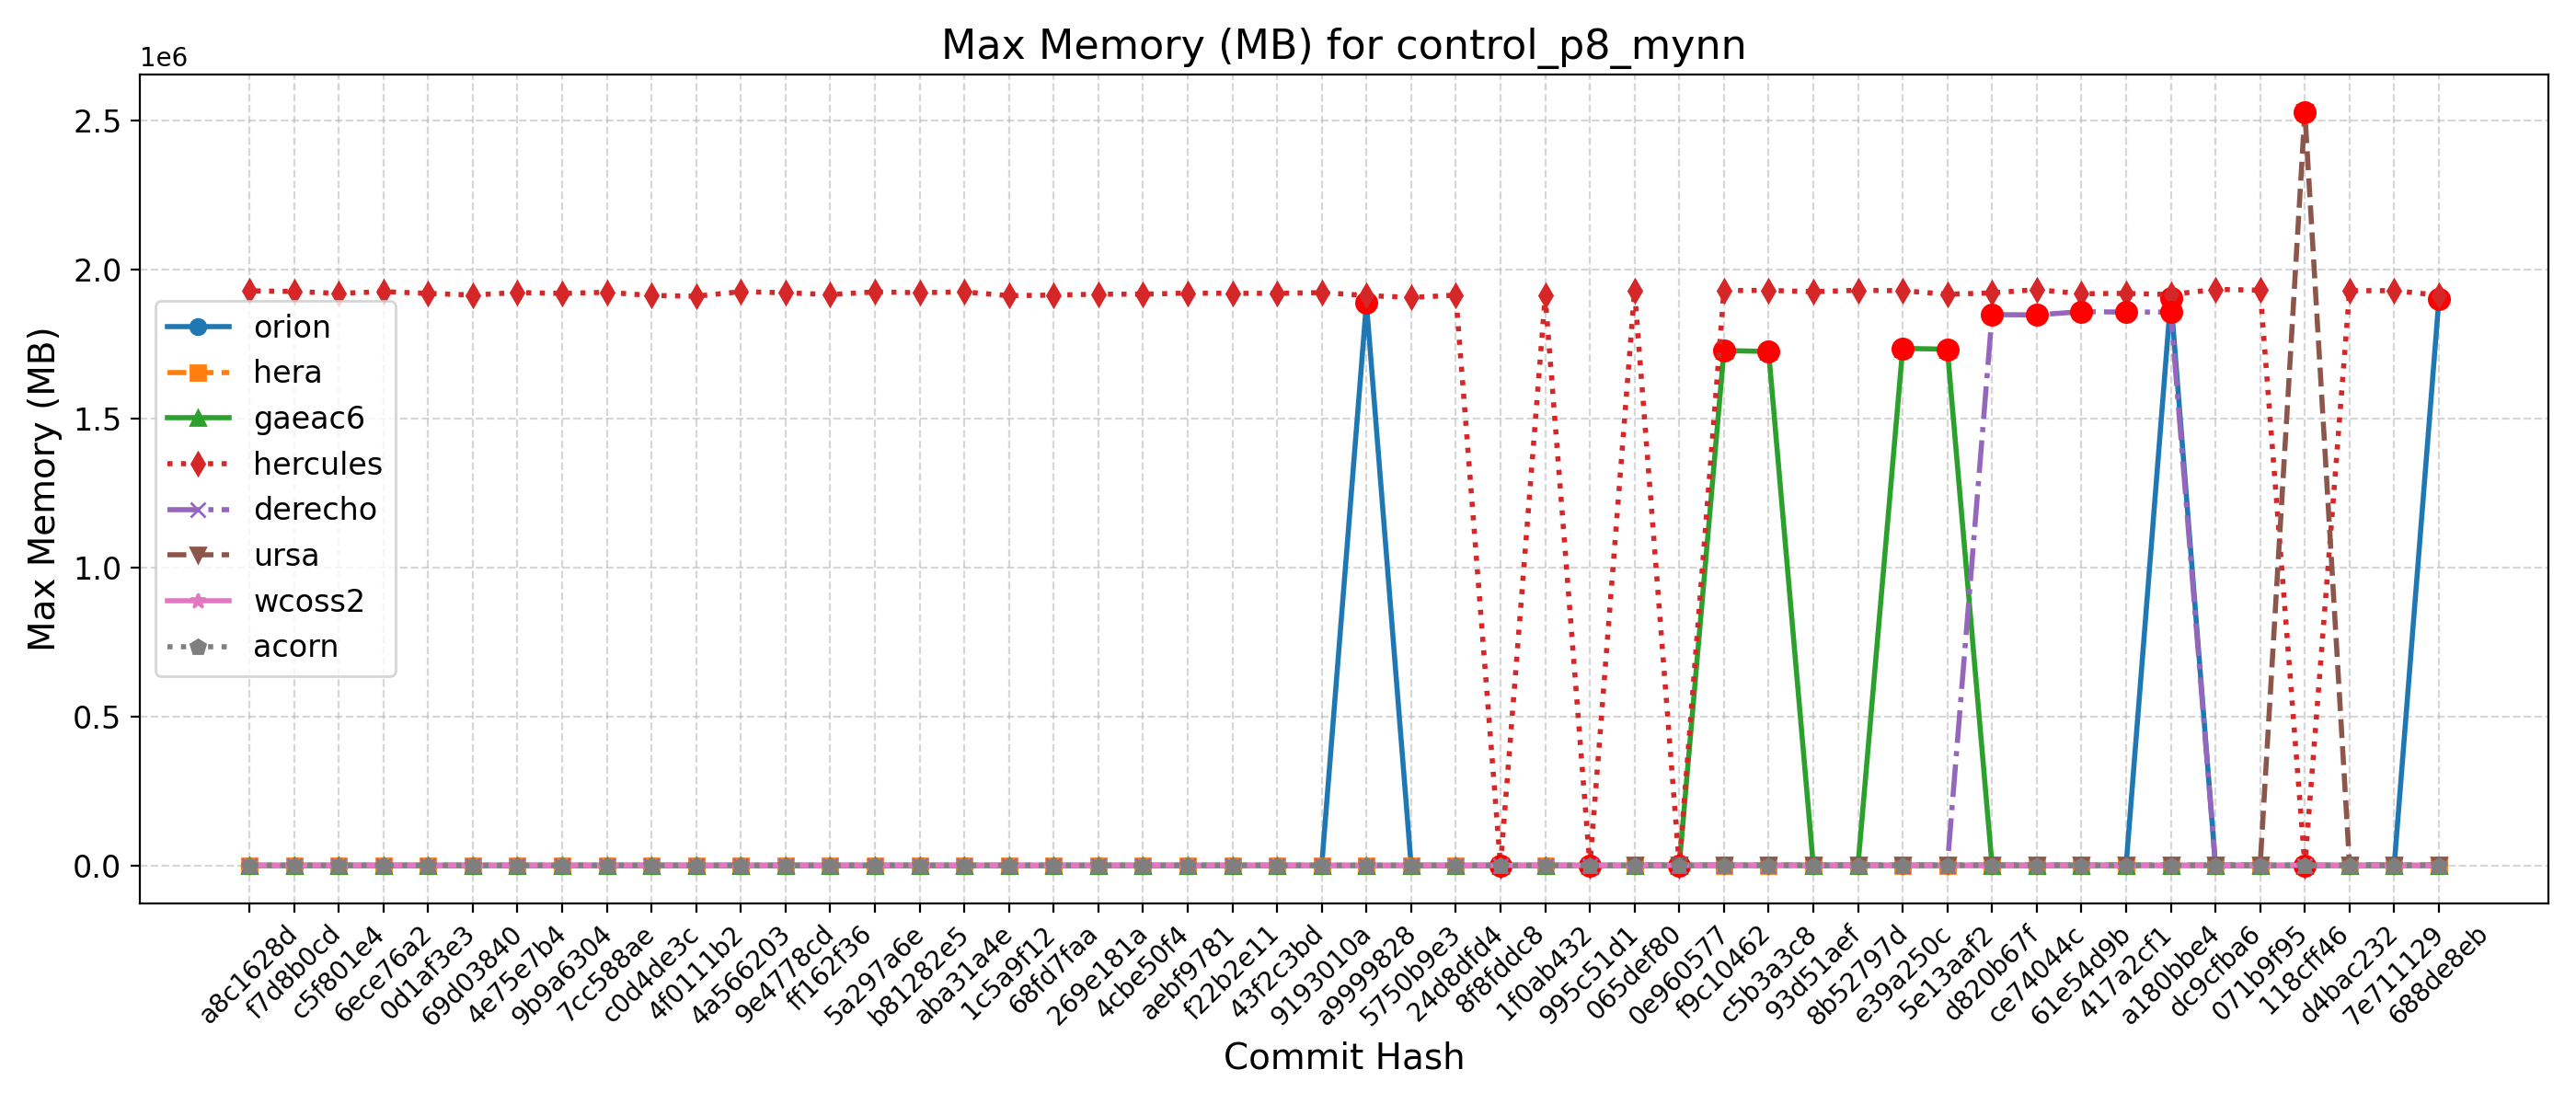 Max Memory (MB) for control_p8_mynn
1e6
2.5
2.0
1.5
1.0
0.5
0.0
Max Memory (MB)
orion
hera
gaeac6
hercules
derecho
ursa
wcoss2
acorn
a8c1628d
f7d8b0cd
c5f801e4
6ece76a2
0d1af3e3
69d03840
4e75e7b4
9b9a6304
7cc588ae
c0d4de3c
4f0111b2
4a566203
9e4778cd
ff162f36
5a297a6e
b81282e5
aba31a4e
1c5a9f12
68fd7faa
269e181a
4cbe50f4
aebf9781
f22b2e11
43f2c3bd
9193010a
a9999828
5750b9e3
24d8dfd4
8f8fddc8
1f0ab432
995c51d1
065def80
0e960577
f9c10462
c5b3a3c8
93d51aef
8b52797d
e39a250c
5e13aaf2
d820b67f
ce74044c
61e54d9b
417a2cf1
a180bbe4
dc9cfba6
071b9f95
118cff46
d4bac232
7e711129
688de8eb
Commit Hash